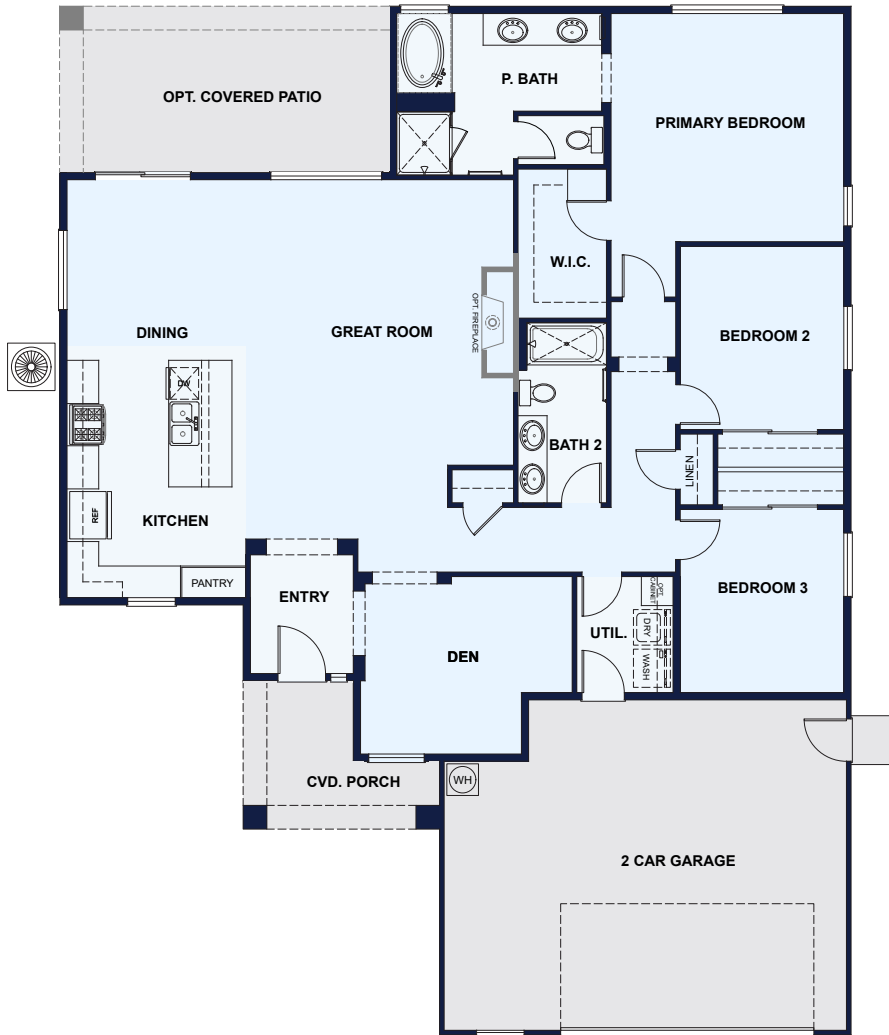 OPT. COVERED PATIO
P. BATH
PRIMARY BEDROOM
W.I.C.
OPT. FIREPLACE
DINING
GREAT ROOM
BEDROOM 2
DW
BATH 2
LINEN
REF
KITCHEN
PANTRY
ENTRY
DEN
UTIL.
OPT.
CABINET
DRY
WASH
BEDROOM 3
CVD. PORCH
WH
2 CAR GARAGE